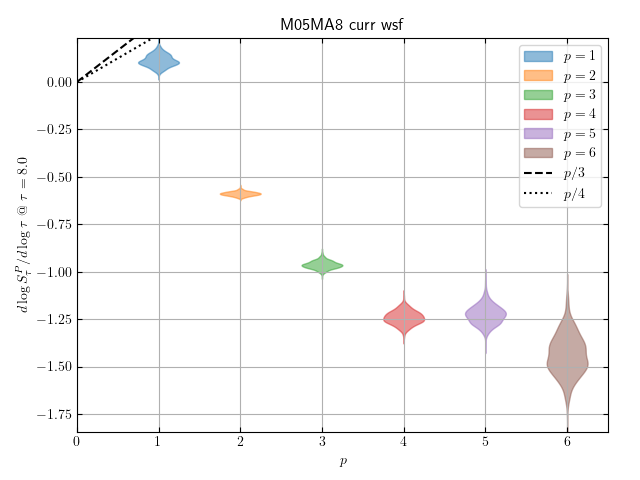 M05MA8 curr wsf
d log S_τ^P / d log τ @ τ = 8.0
0.00
−0.25
−0.50
−0.75
−1.00
−1.25
−1.50
−1.75
0 1 2 3 4 5 6
p
p = 1
p = 2
p = 3
p = 4
p = 5
p = 6
p/3
p/4